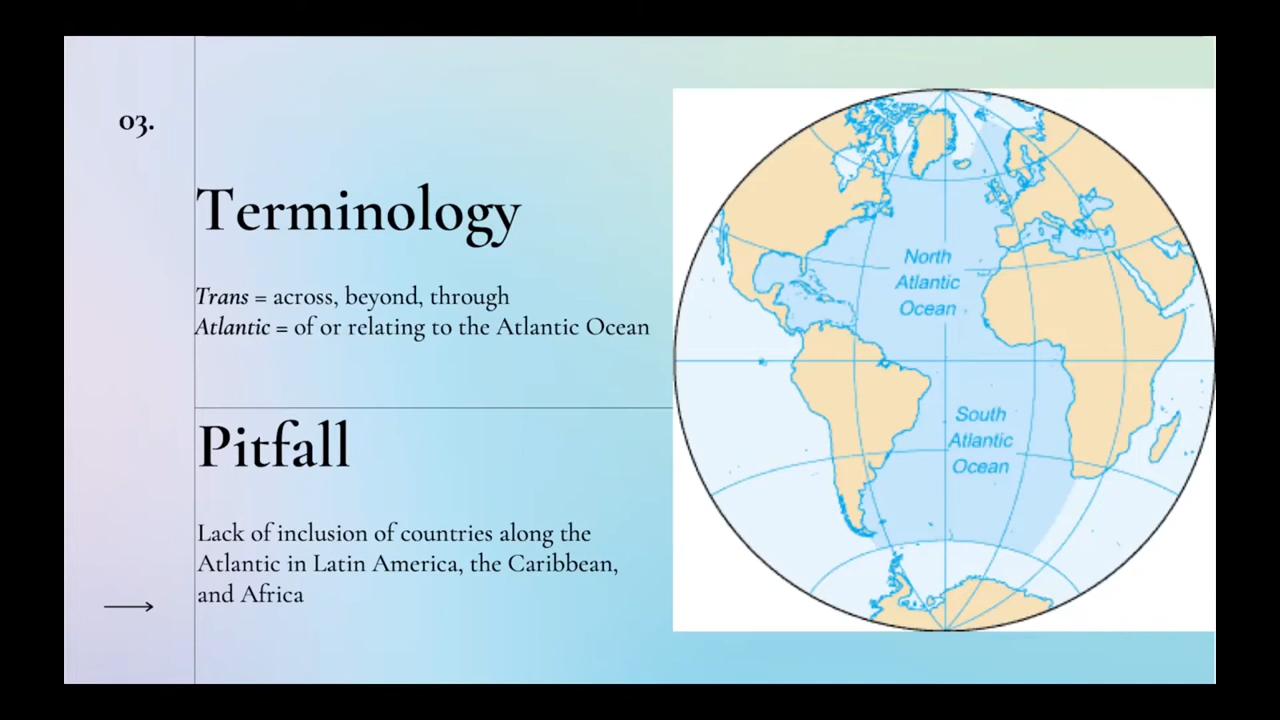 03.
Terminology
Trans = across, beyond, through
Atlantic = of or relating to the Atlantic Ocean
Pitfall
Lack of inclusion of countries along the
Atlantic in Latin America, the Caribbean,
and Africa
North
Atlantic
Ocean
South
Atlantic
Ocean